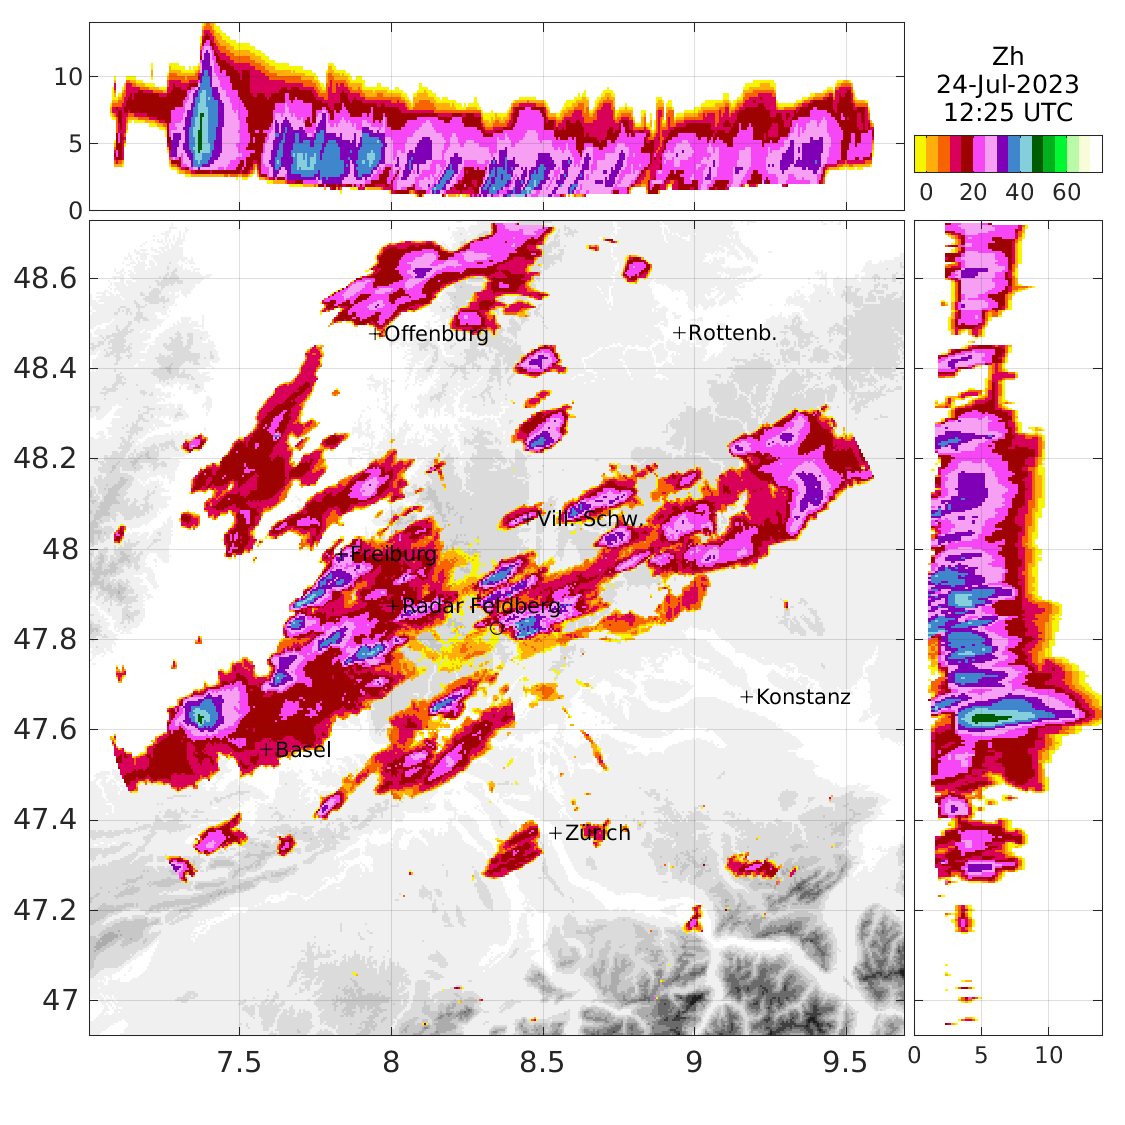 Zh
24-Jul-2023
12:25 UTC
0 20 40 60
10
5
0
48.6
48.4
48.2
48
47.8
47.6
47.4
47.2
47
Offenburg
Rottenb.
Vill.-Schw.
Freiburg
Radar Feldberg
Konstanz
Basel
Zürich
7.5 8 8.5 9 9.5
0 5 10